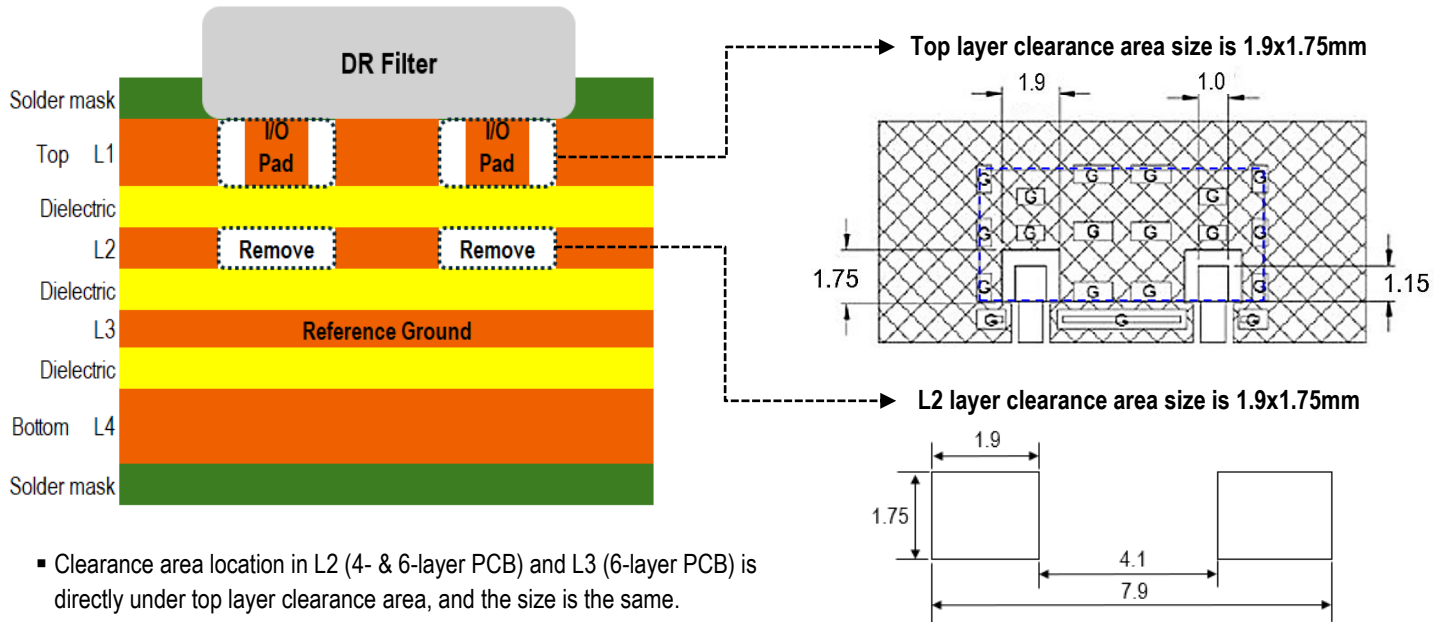 DR Filter
Solder mask
Top L1
I/O
Pad
I/O
Pad
Dielectric
L2
Remove
Remove
Dielectric
L3
Reference Ground
Dielectric
Bottom L4
Solder mask
▪ Clearance area location in L2 (4- & 6-layer PCB) and L3 (6-layer PCB) is
directly under top layer clearance area, and the size is the same.
Top layer clearance area size is 1.9x1.75mm
1.9
1.0
G G G G
G G
G G G G G G
1.75
1.15
G G G G
G G G
L2 layer clearance area size is 1.9x1.75mm
1.9
1.75
4.1
7.9